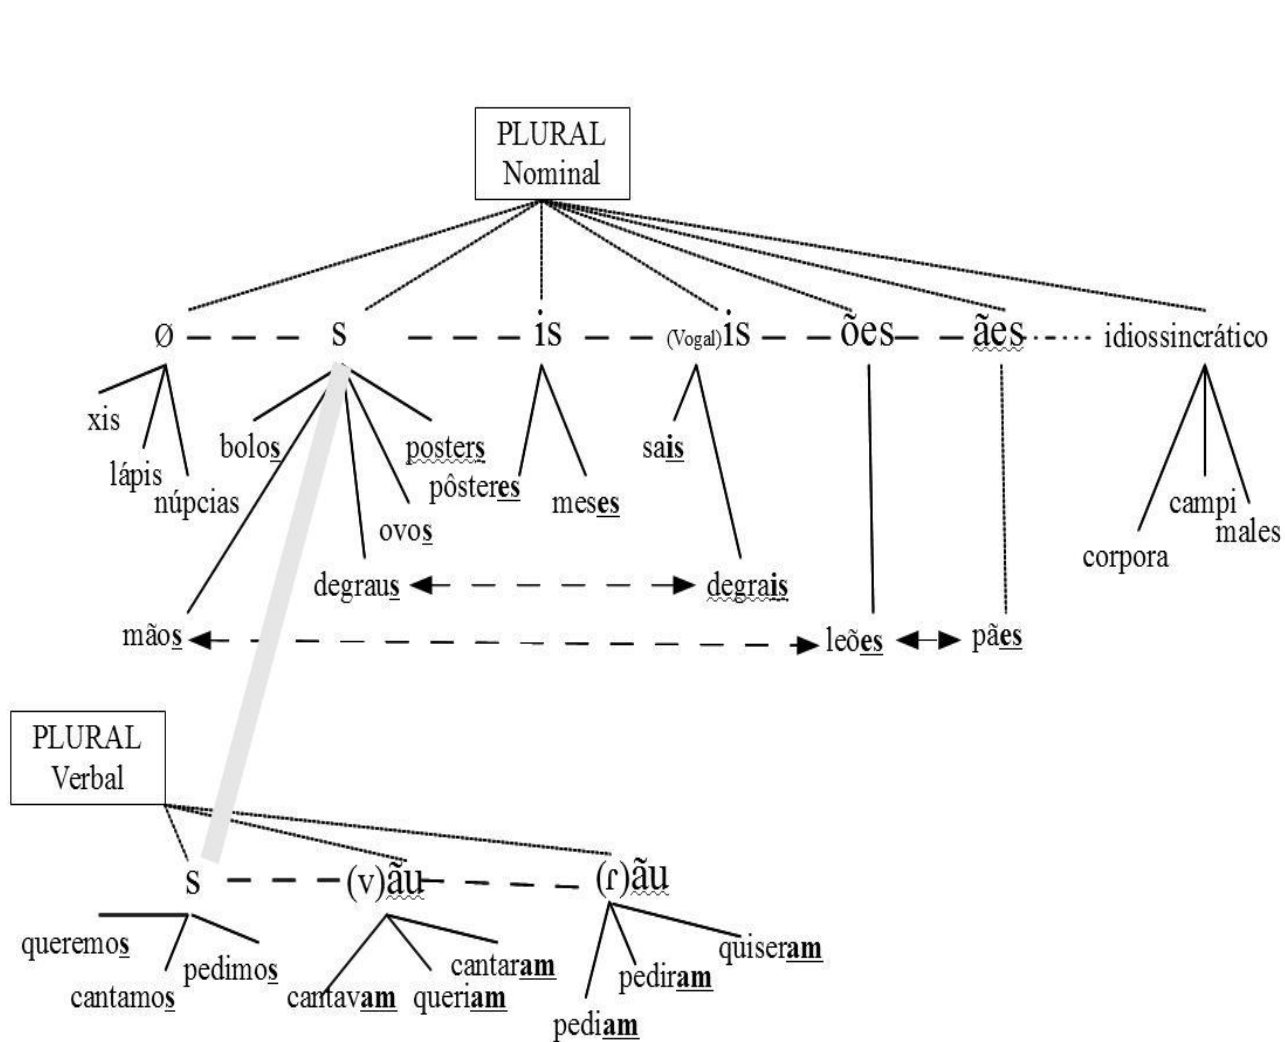 PLURAL
Nominal
ø s is (Vogal)is ões ães idiossincrático
xis
lápis
núpcias
bolos
posters
pôsteres
ovos
degraus
mãos
meses
sais
degrais
leões
pães
corpora
campi
males
PLURAL
Verbal
s (v)ãu (ɾ)ãu
queremos
cantamos
pedimos
cantavam
queriam
cantaram
pediam
pediram
quiseram